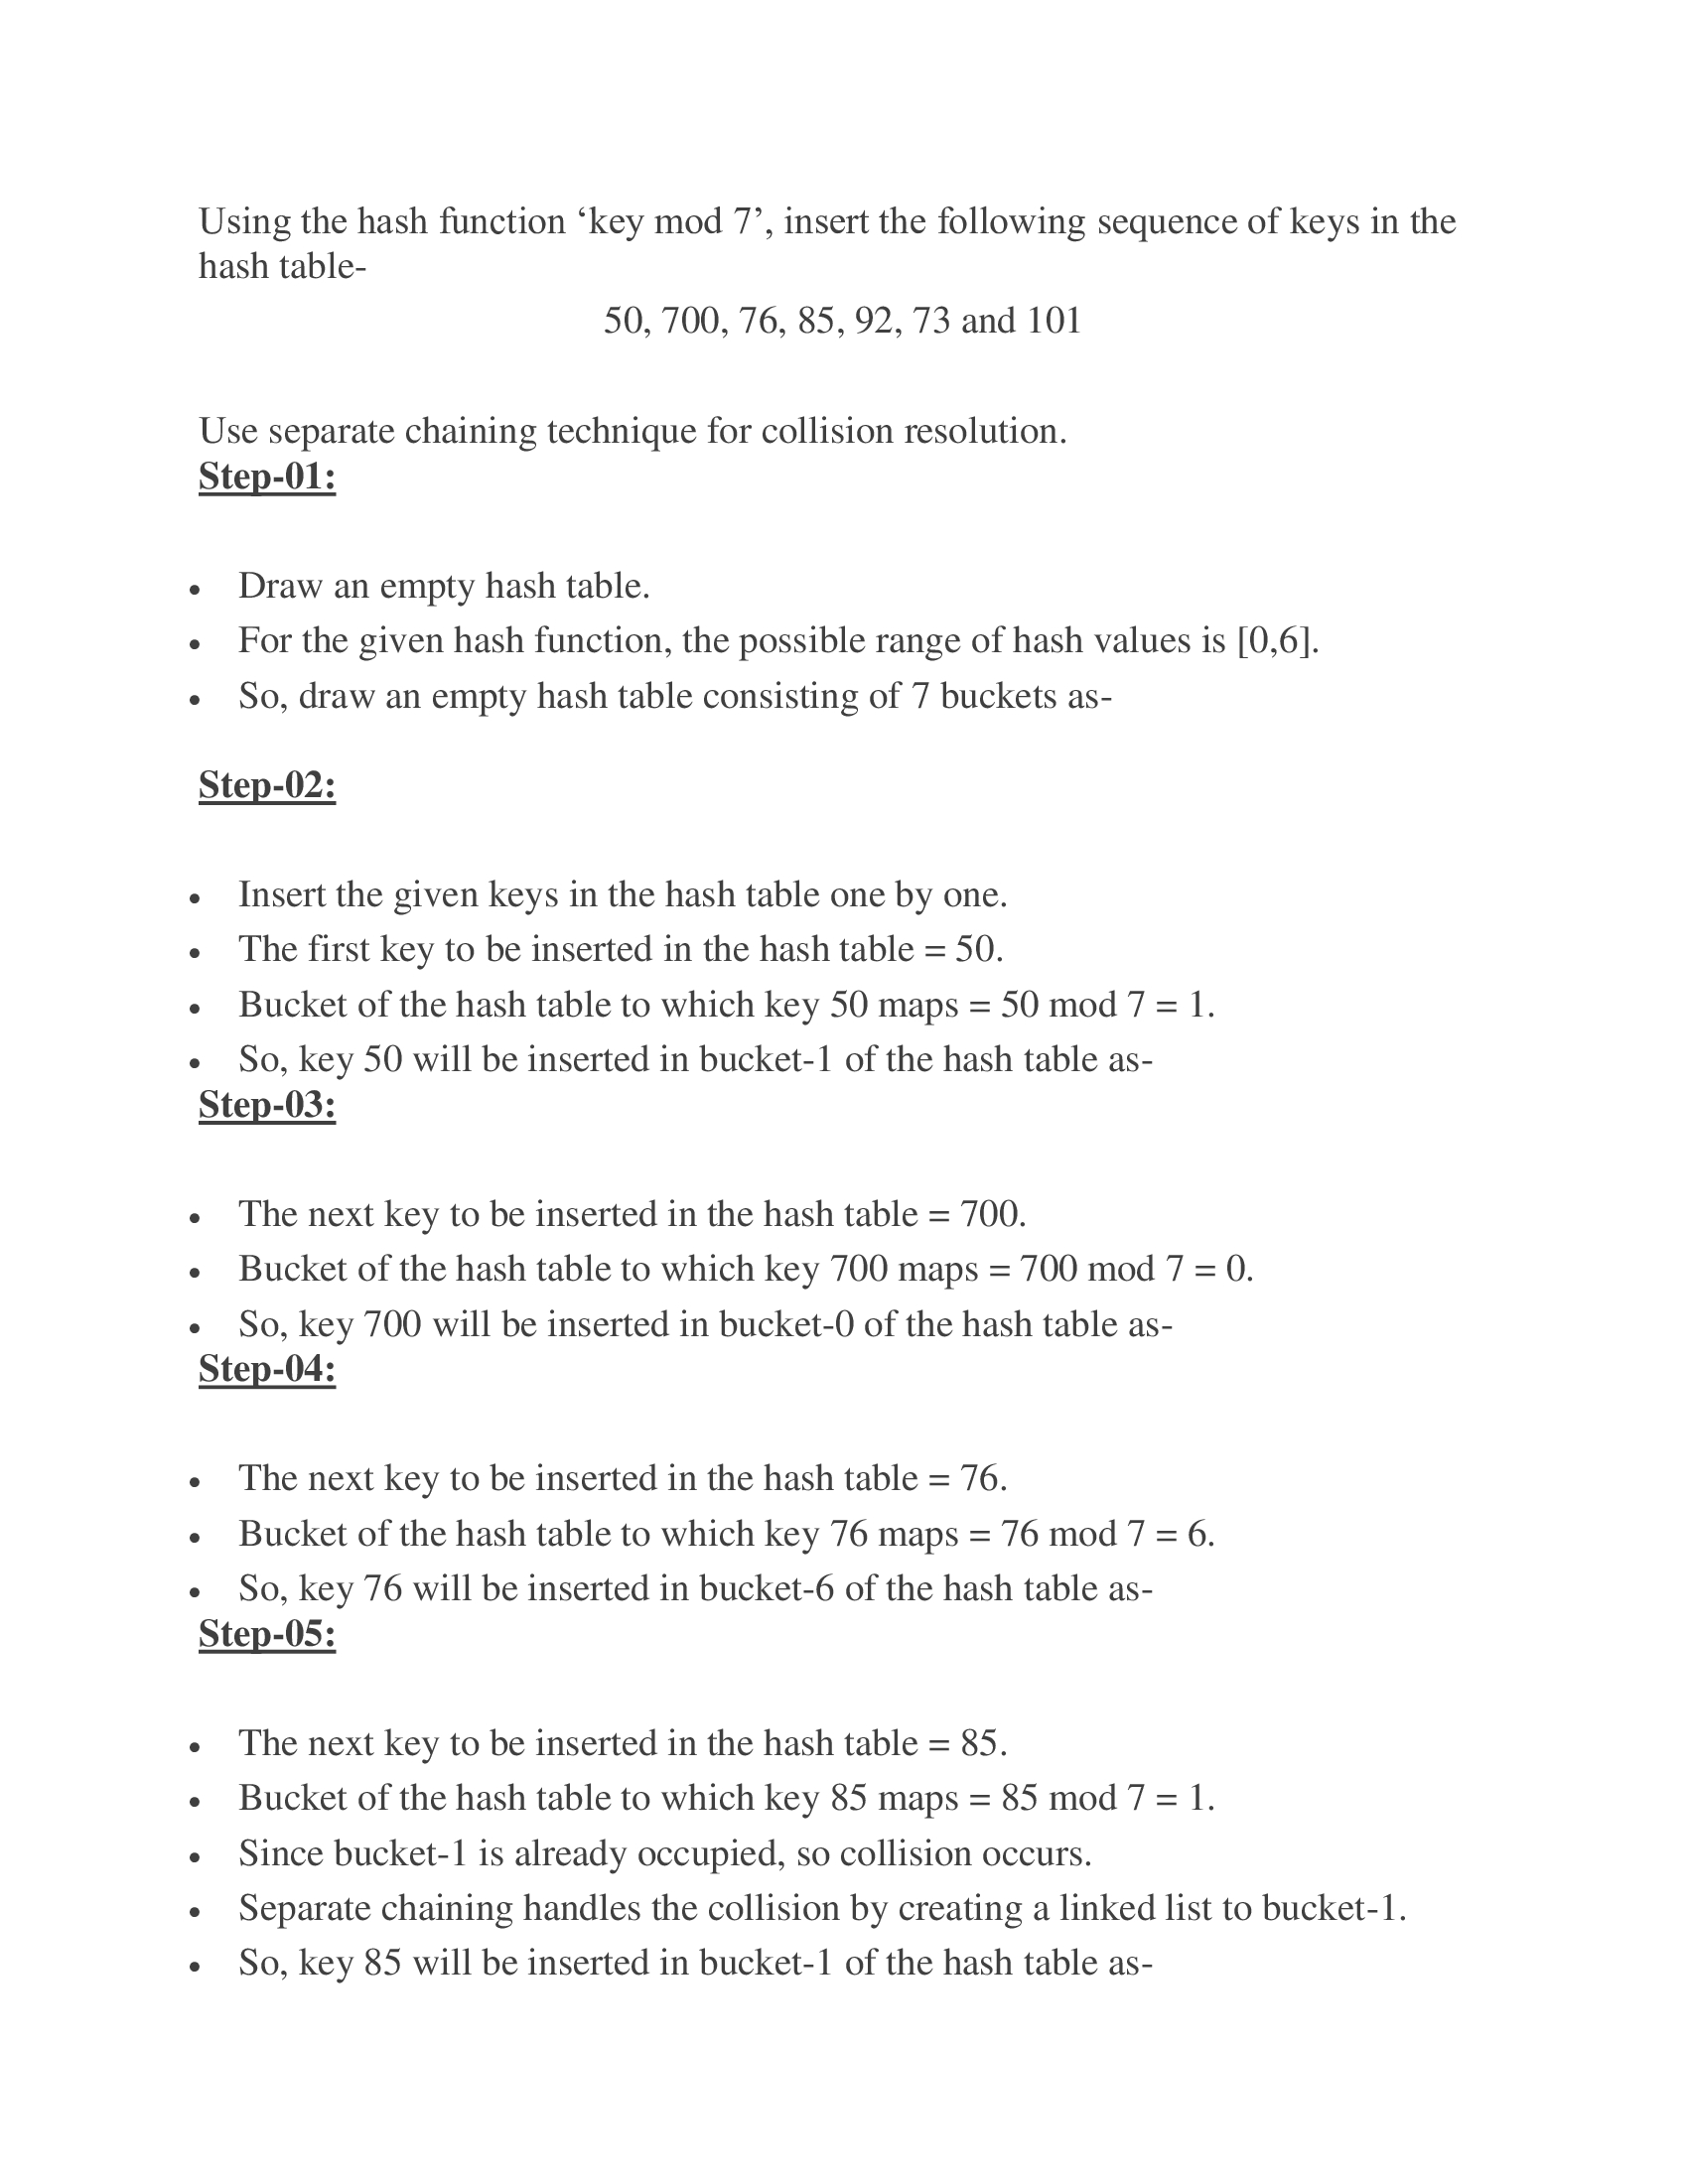 Using the hash function ‘key mod 7’, insert the following sequence of keys in the
hash table-
50, 700, 76, 85, 92, 73 and 101
Use separate chaining technique for collision resolution.
Step-01:
• Draw an empty hash table.
• For the given hash function, the possible range of hash values is [0,6].
• So, draw an empty hash table consisting of 7 buckets as-
Step-02:
• Insert the given keys in the hash table one by one.
• The first key to be inserted in the hash table = 50.
• Bucket of the hash table to which key 50 maps = 50 mod 7 = 1.
• So, key 50 will be inserted in bucket-1 of the hash table as-
Step-03:
• The next key to be inserted in the hash table = 700.
• Bucket of the hash table to which key 700 maps = 700 mod 7 = 0.
• So, key 700 will be inserted in bucket-0 of the hash table as-
Step-04:
• The next key to be inserted in the hash table = 76.
• Bucket of the hash table to which key 76 maps = 76 mod 7 = 6.
• So, key 76 will be inserted in bucket-6 of the hash table as-
Step-05:
• The next key to be inserted in the hash table = 85.
• Bucket of the hash table to which key 85 maps = 85 mod 7 = 1.
• Since bucket-1 is already occupied, so collision occurs.
• Separate chaining handles the collision by creating a linked list to bucket-1.
• So, key 85 will be inserted in bucket-1 of the hash table as-